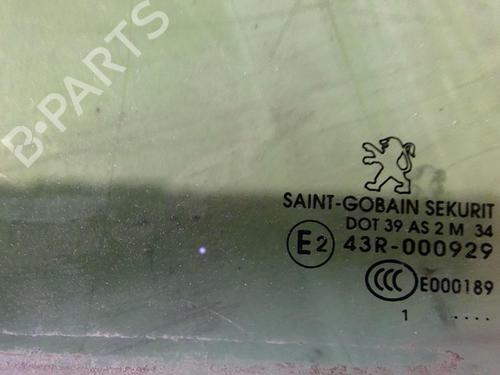 B-PARTS
SAINT-GOBAIN SEKURIT
DOT 39 AS 2 M 34
E2 43R-000929
CCC E000189
1 ....